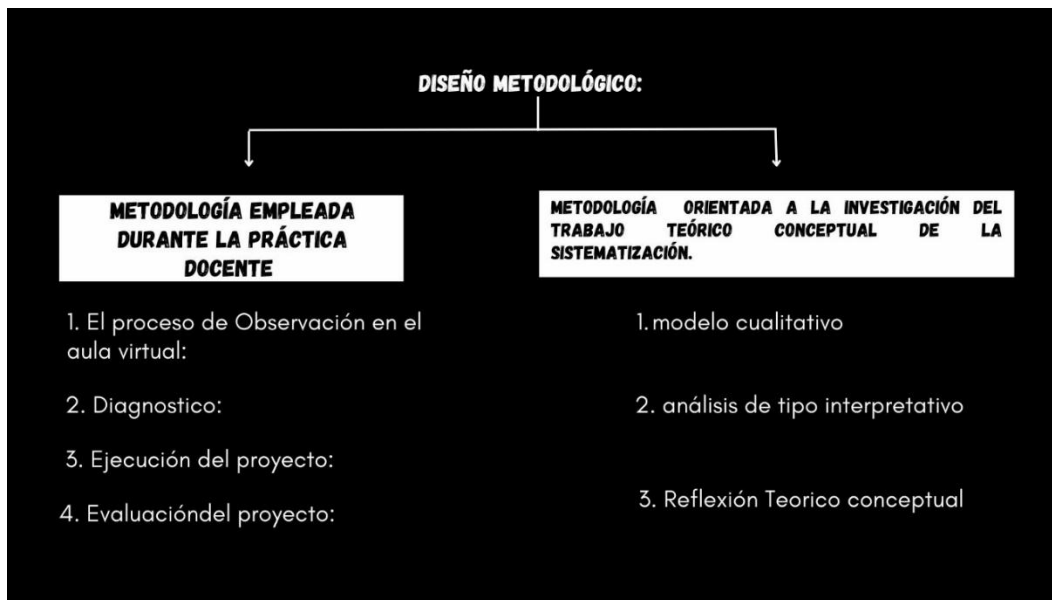 DISEÑO METODOLÓGICO:
METODOLOGÍA EMPLEADA
DURANTE LA PRÁCTICA
DOCENTE
1. El proceso de Observación en el
aula virtual:
2. Diagnostico:
3. Ejecución del proyecto:
4. Evaluacióndel proyecto:
METODOLOGÍA ORIENTADA A LA INVESTIGACIÓN DEL
TRABAJO TEÓRICO CONCEPTUAL DE LA
SISTEMATIZACIÓN.
1. modelo cualitativo
2. análisis de tipo interpretativo
3. Reflexión Teorico conceptual